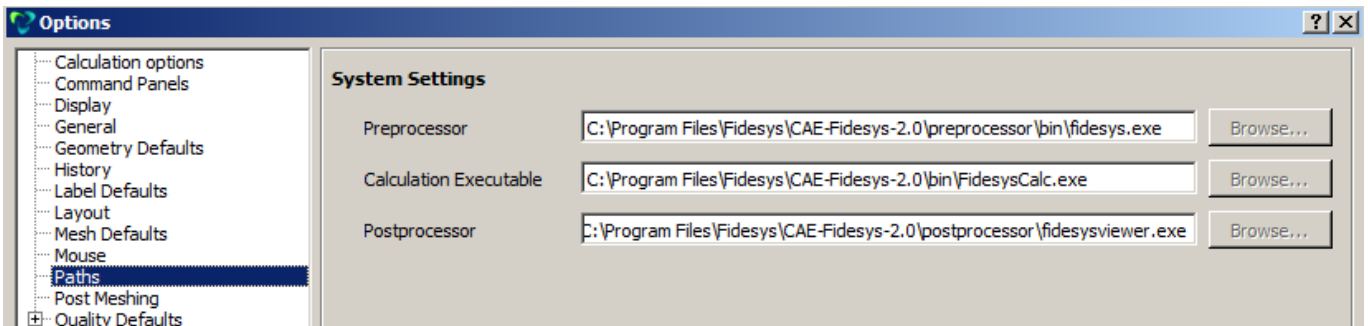 Options
Calculation options
Command Panels
Display
General
Geometry Defaults
History
Label Defaults
Layout
Mesh Defaults
Mouse
Paths
Post Meshing
Quality Defaults
System Settings
Preprocessor C:\Program Files\Fidesys\CAE-Fidesys-2.0\preprocessor\bin\fidesys.exe Browse...
Calculation Executable C:\Program Files\Fidesys\CAE-Fidesys-2.0\bin\FidesysCalc.exe Browse...
Postprocessor C:\Program Files\Fidesys\CAE-Fidesys-2.0\postprocessor\fidesysviewer.exe Browse...